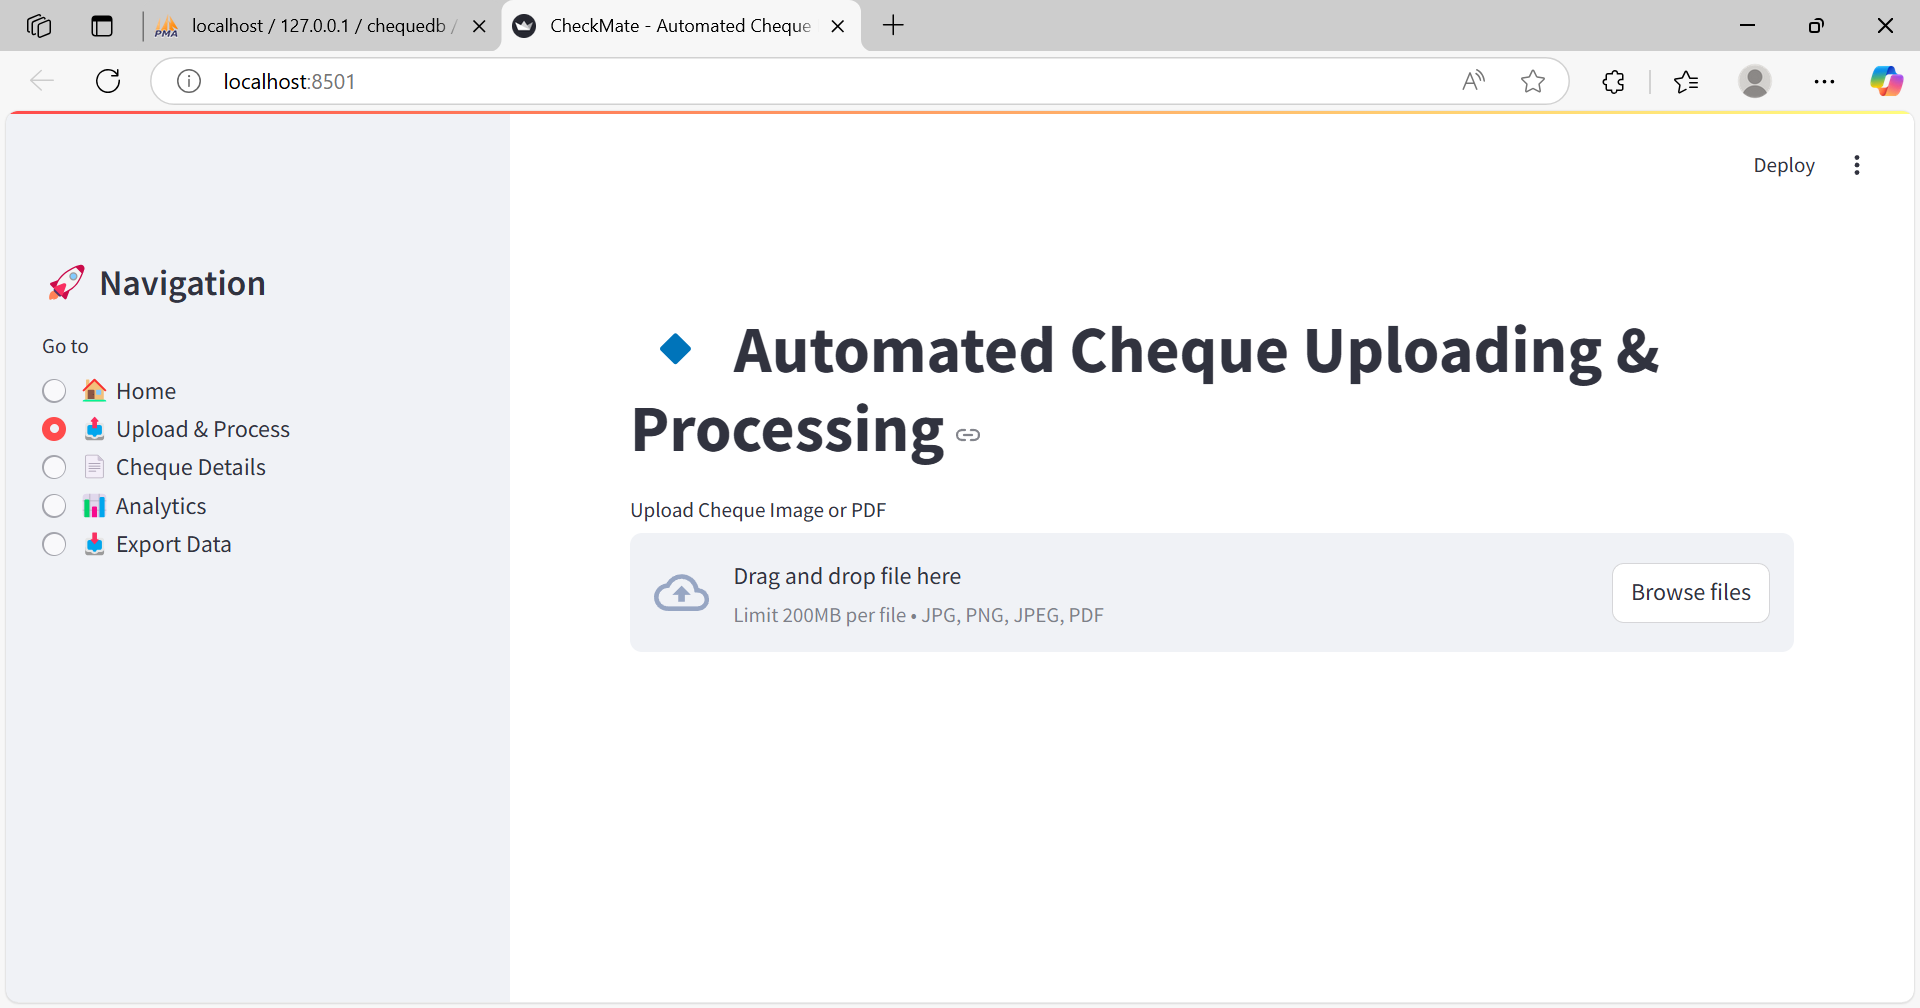 PMA
localhost / 127.0.0.1 / chequedb /
CheckMate - Automated Cheque
localhost:8501
Deploy
Navigation
Go to
Home
Upload & Process
Cheque Details
Analytics
Export Data
Automated Cheque Uploading &
Processing
Upload Cheque Image or PDF
Drag and drop file here
Limit 200MB per file • JPG, PNG, JPEG, PDF
Browse files